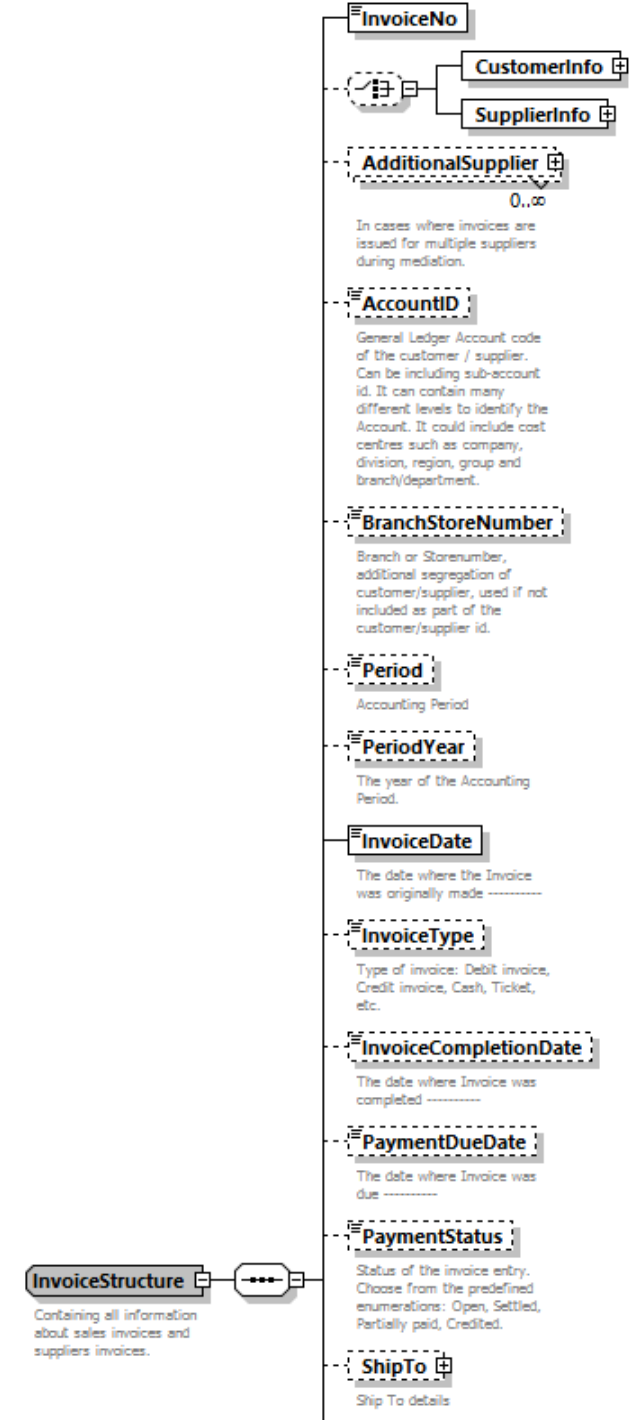 InvoiceNo
CustomerInfo
SupplierInfo
AdditionalSupplier
0..∞
In cases where invoices are
issued for multiple suppliers
during mediation.
AccountID
General Ledger Account code
of the customer / supplier.
Can be including sub-account
id. It can contain many
different levels to identify the
Account. It could include cost
centres such as company,
division, region, group and
branch/department.
BranchStoreNumber
Branch or Storenumber,
additional segregation of
customer/supplier, used if not
included as part of the
customer/supplier id.
Period
Accounting Period
PeriodYear
The year of the Accounting
Period.
InvoiceDate
The date where the Invoice
was originally made ----------
InvoiceType
Type of invoice: Debit invoice,
Credit invoice, Cash, Ticket,
etc.
InvoiceCompletionDate
The date where Invoice was
completed ----------
PaymentDueDate
The date where Invoice was
due ----------
PaymentStatus
Status of the invoice entry.
Choose from the predefined
enumerations: Open, Settled,
Partially paid, Credited.
InvoiceStructure
Containing all information
about sales invoices and
suppliers invoices.
ShipTo
Ship To details